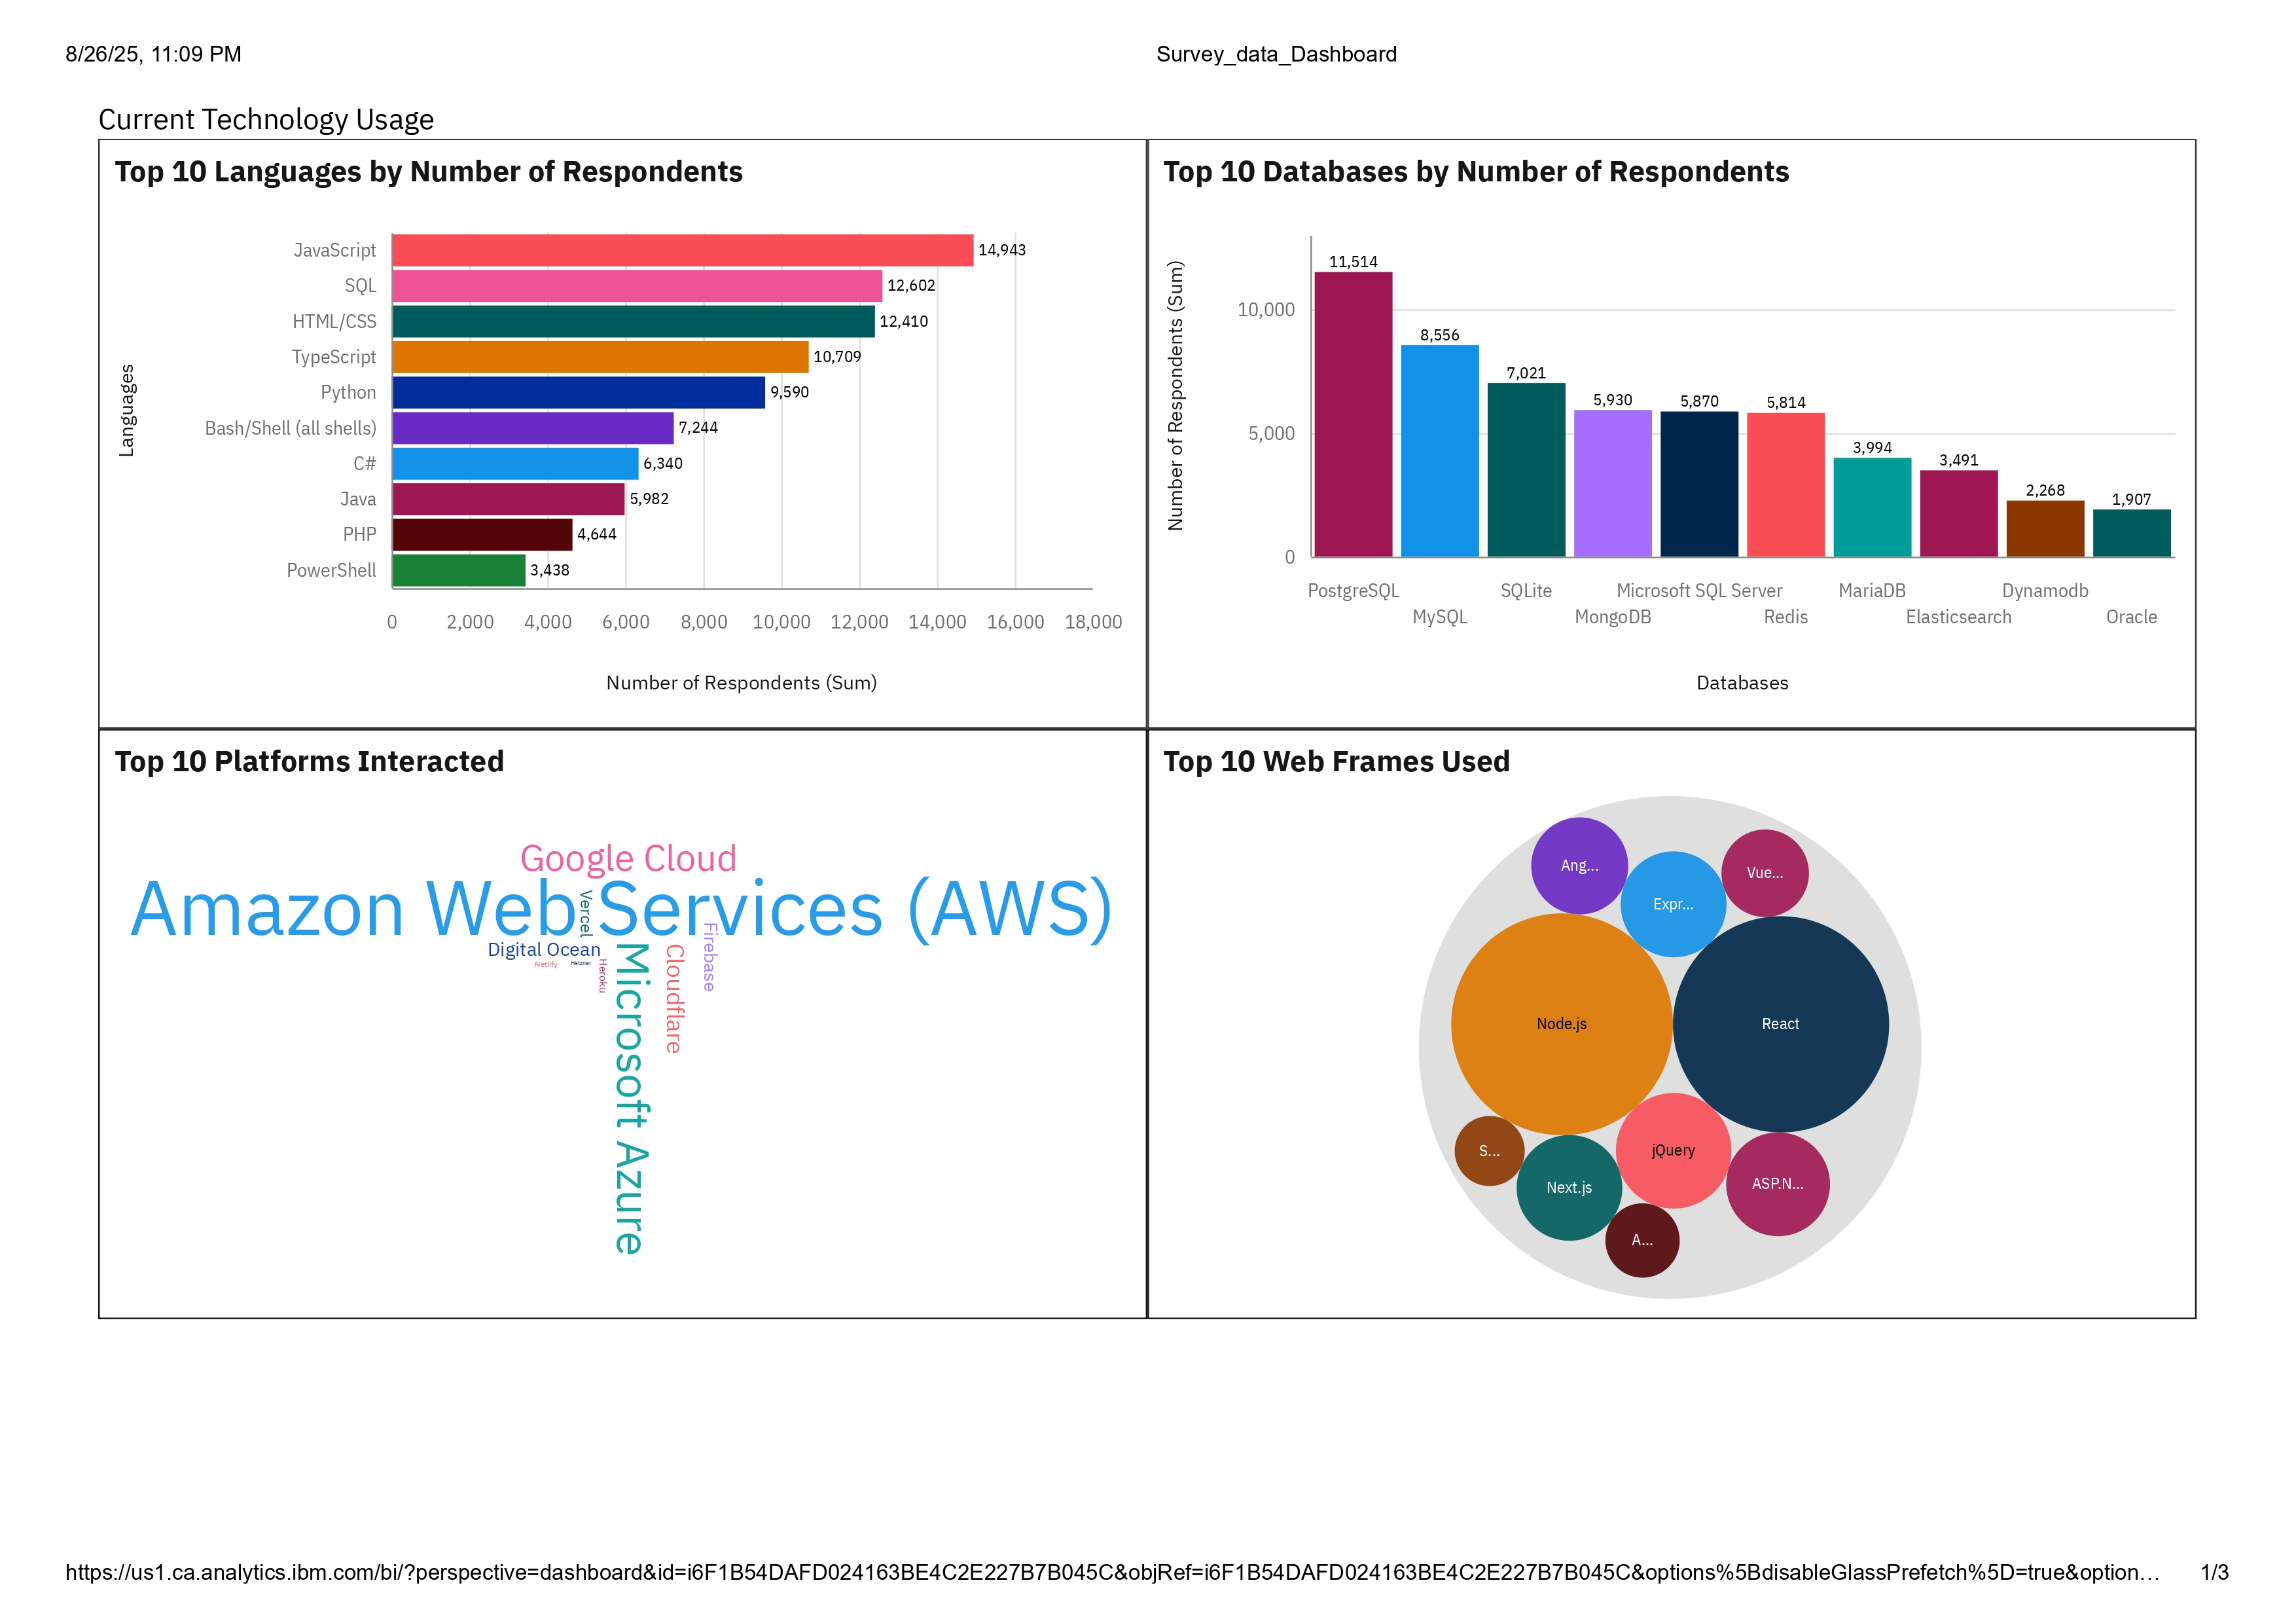 8/26/25, 11:09 PM
Survey_data_Dashboard
Current Technology Usage
Top 10 Languages by Number of Respondents
Languages
JavaScript 14,943
SQL 12,602
HTML/CSS 12,410
TypeScript 10,709
Python 9,590
Bash/Shell (all shells) 7,244
C# 6,340
Java 5,982
PHP 4,644
PowerShell 3,438
0 2,000 4,000 6,000 8,000 10,000 12,000 14,000 16,000 18,000
Number of Respondents (Sum)
Top 10 Databases by Number of Respondents
Number of Respondents (Sum)
10,000
5,000
0
11,514
8,556
7,021
5,930
5,870
5,814
3,994
3,491
2,268
1,907
PostgreSQL
MySQL
SQLite
MongoDB
Microsoft SQL Server
Redis
MariaDB
Elasticsearch
Dynamodb
Oracle
Databases
Top 10 Platforms Interacted
Google Cloud
Amazon Web Services (AWS)
Vercel
Firebase
Digital Ocean
Netlify
Hetzner
Heroku
Microsoft Azure
Cloudflare
Top 10 Web Frames Used
Ang...
Expr...
Vue...
Node.js
React
S...
Next.js
jQuery
ASP.N...
A...
https://us1.ca.analytics.ibm.com/bi/?perspective=dashboard&id=i6F1B54DAFD024163BE4C2E227B7B045C&objRef=i6F1B54DAFD024163BE4C2E227B7B045C&options%5BdisableGlassPrefetch%5D=true&option…
1/3